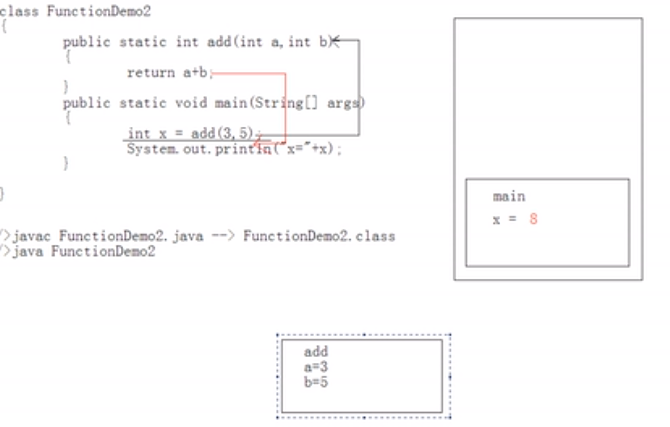 class FunctionDemo2
{
public static int add(int a,int b)
{
return a+b;
}
public static void main(String[] args)
{
int x = add(3,5);
System.out.println("x="+x);
}
}
>javac FunctionDemo2.java --> FunctionDemo2.class
>java FunctionDemo2
main
x = 8
add
a=3
b=5